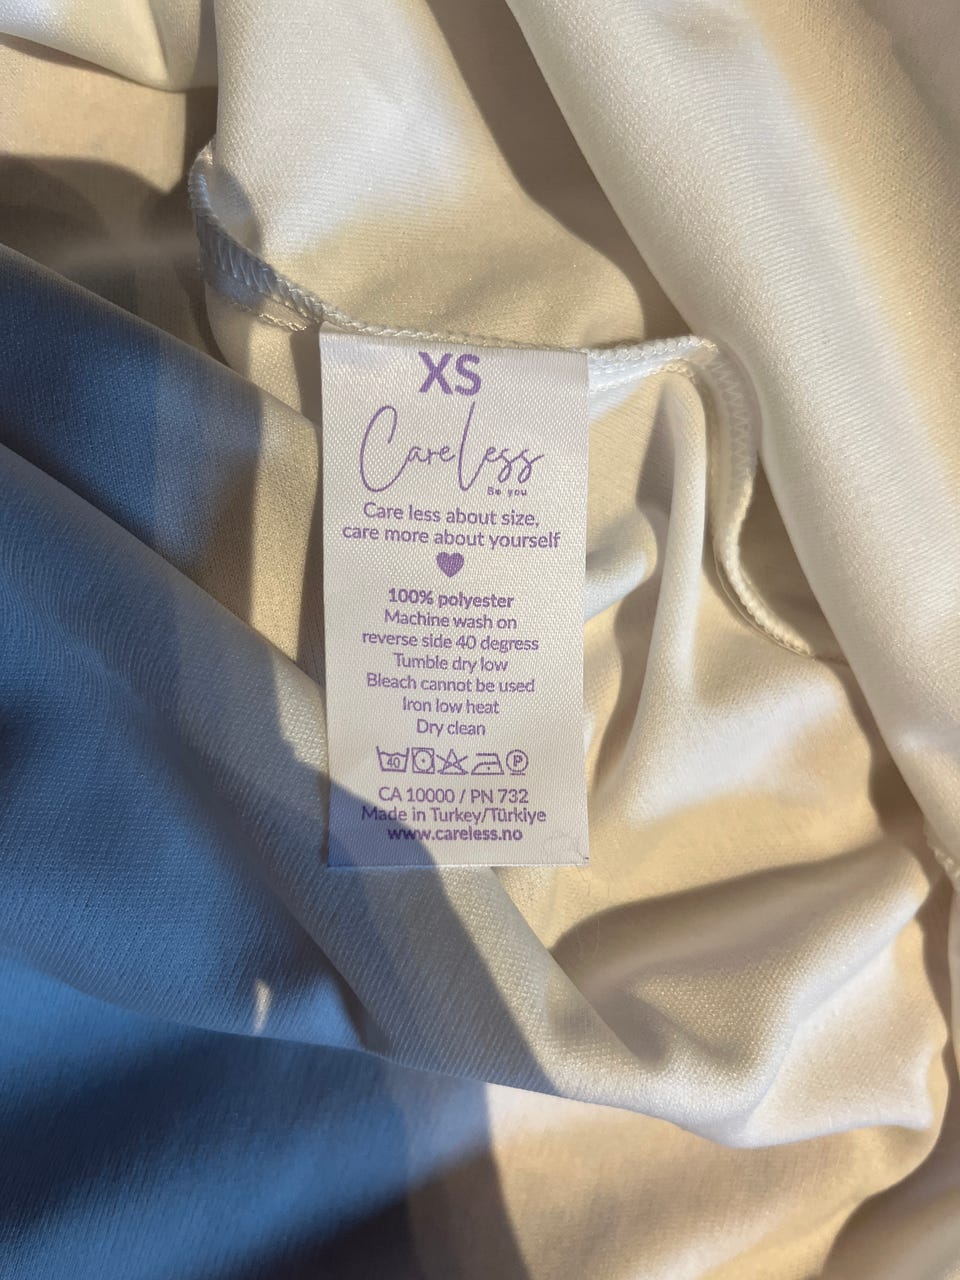 XS
Careless
Be you
Care less about size,
care more about yourself
100% polyester
Machine wash on
reverse side 40 degress
Tumble dry low
Bleach cannot be used
Iron low heat
Dry clean
40 P
CA 10000 / PN 732
Made in Turkey/Türkiye
www.careless.no